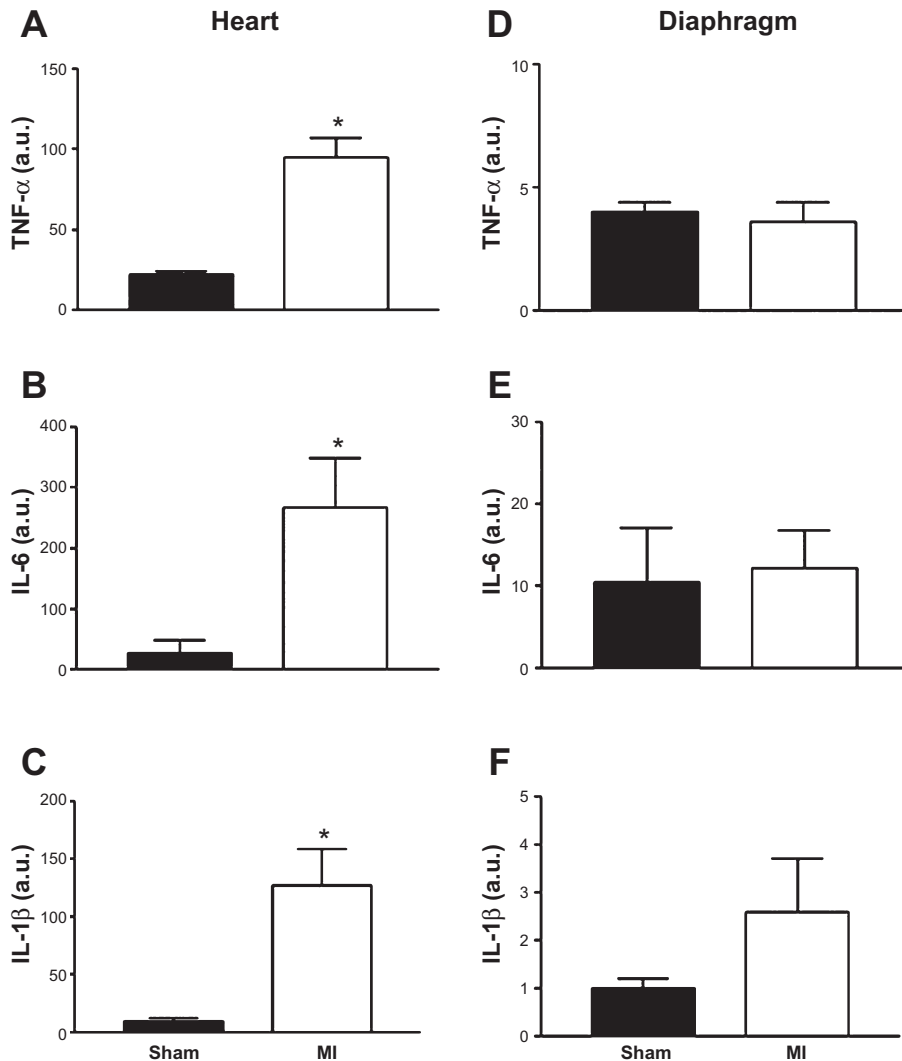 A
Heart
TNF-α (a.u.)
150
100
50
0
*
D
Diaphragm
TNF-α (a.u.)
10
5
0
B
IL-6 (a.u.)
400
300
200
100
0
*
E
IL-6 (a.u.)
30
20
10
0
C
IL-1β (a.u.)
200
150
100
50
0
*
Sham MI
F
IL-1β (a.u.)
5
4
3
2
1
0
Sham MI